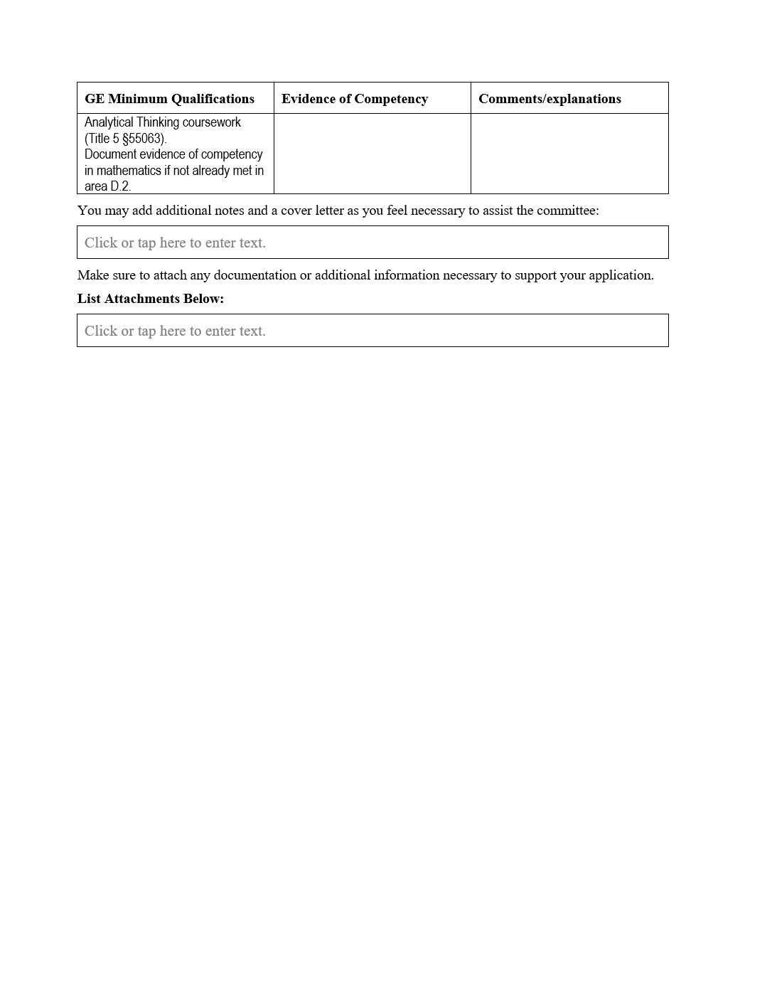 GE Minimum Qualifications Evidence of Competency Comments/explanations
Analytical Thinking coursework
(Title 5 §55063).
Document evidence of competency
in mathematics if not already met in
area D.2.
You may add additional notes and a cover letter as you feel necessary to assist the committee:
Click or tap here to enter text.
Make sure to attach any documentation or additional information necessary to support your application.
List Attachments Below:
Click or tap here to enter text.